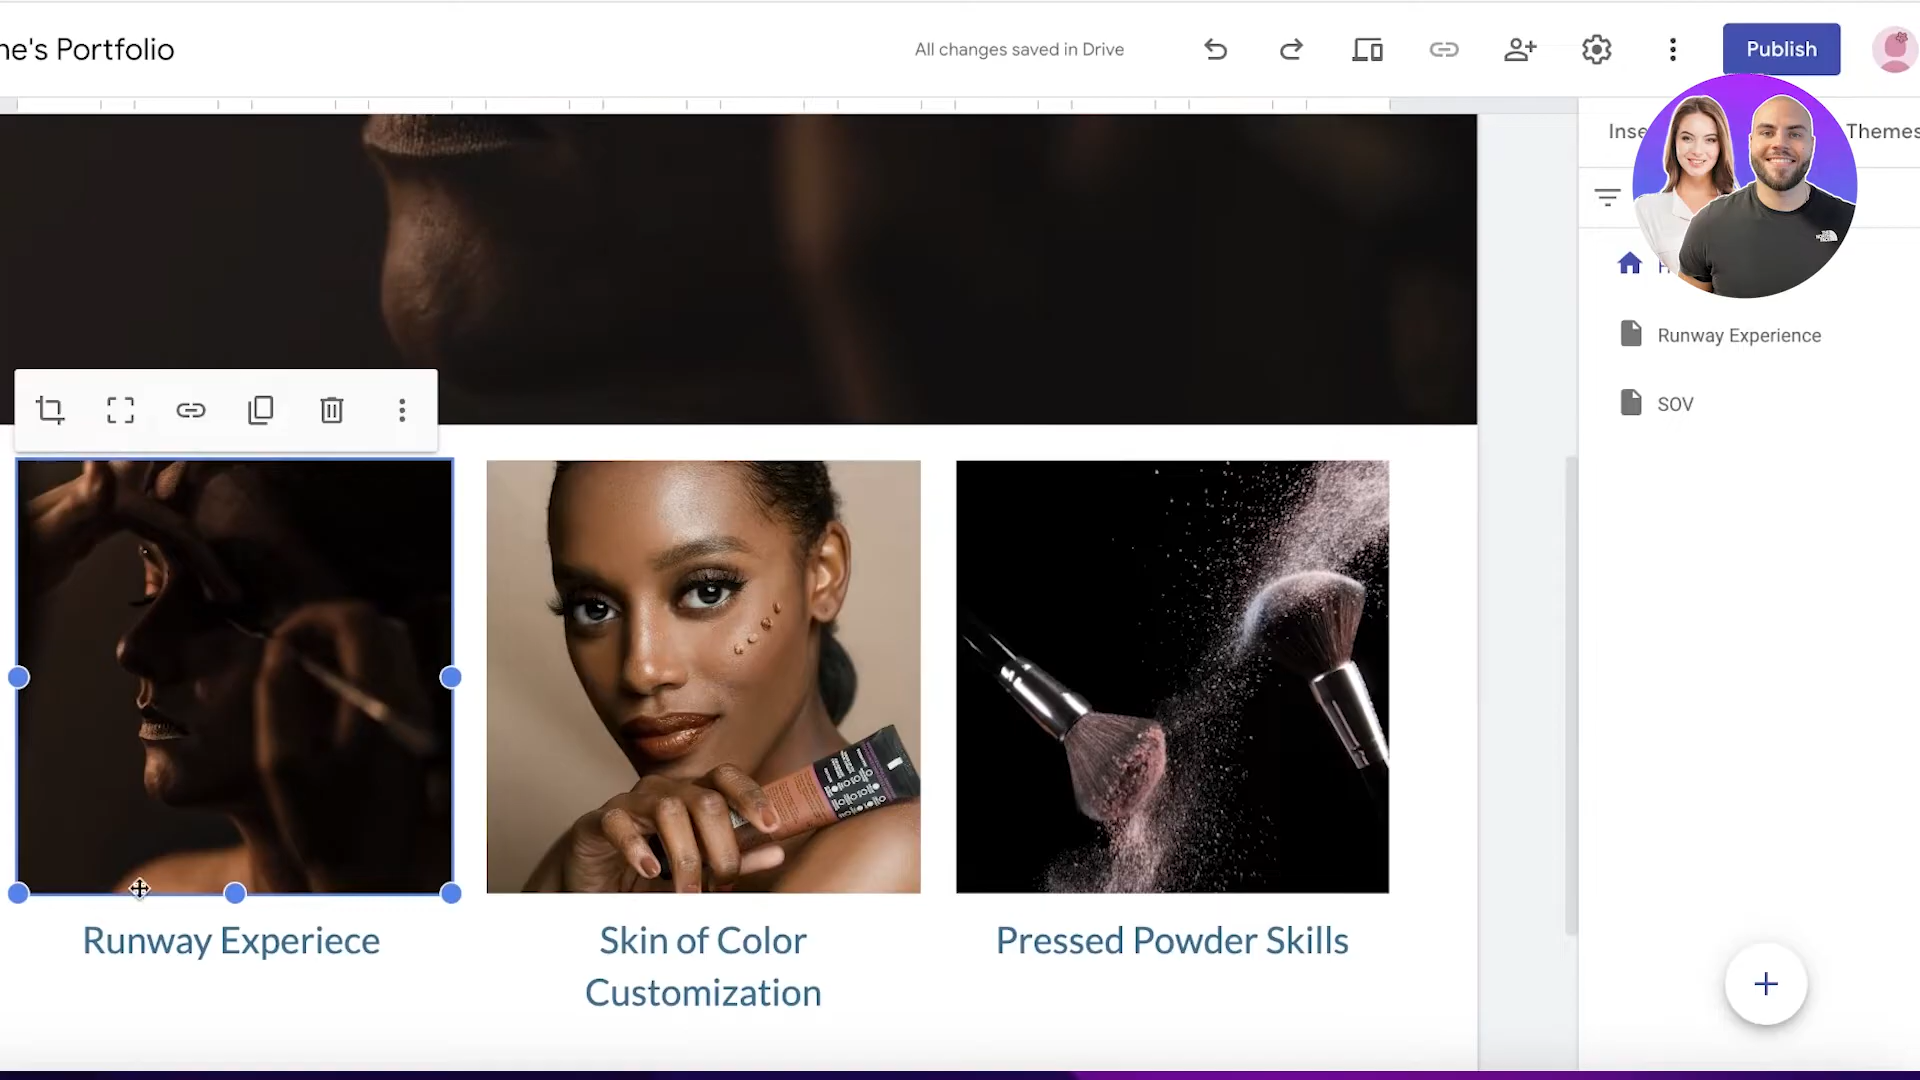 ne's Portfolio
All changes saved in Drive
Publish
Inse
Themes
H
Runway Experience
SOV
Runway Experiece
Skin of Color
Customization
Pressed Powder Skills